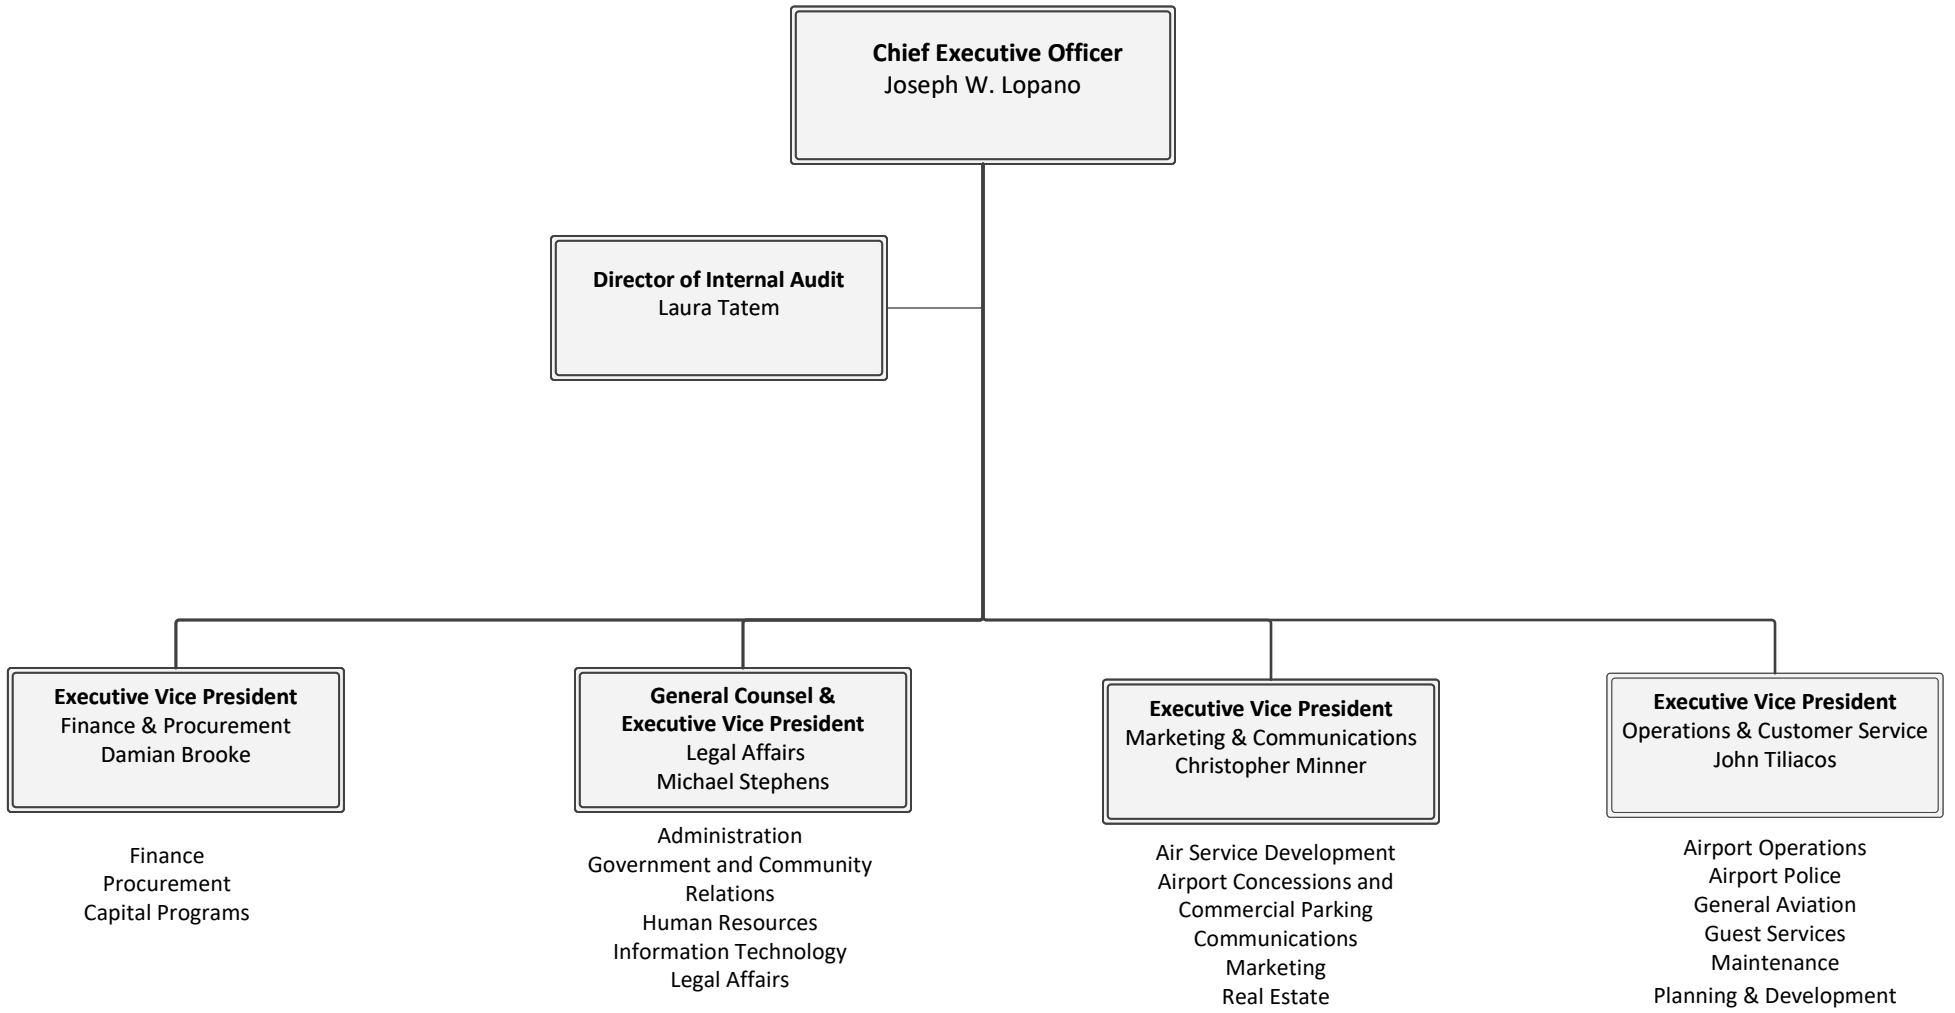 Chief Executive Officer
Joseph W. Lopano
Director of Internal Audit
Laura Tatem
Executive Vice President
Finance & Procurement
Damian Brooke
Finance
Procurement
Capital Programs
General Counsel &
Executive Vice President
Legal Affairs
Michael Stephens
Administration
Government and Community
Relations
Human Resources
Information Technology
Legal Affairs
Executive Vice President
Marketing & Communications
Christopher Minner
Air Service Development
Airport Concessions and
Commercial Parking
Communications
Marketing
Real Estate
Executive Vice President
Operations & Customer Service
John Tiliacos
Airport Operations
Airport Police
General Aviation
Guest Services
Maintenance
Planning & Development